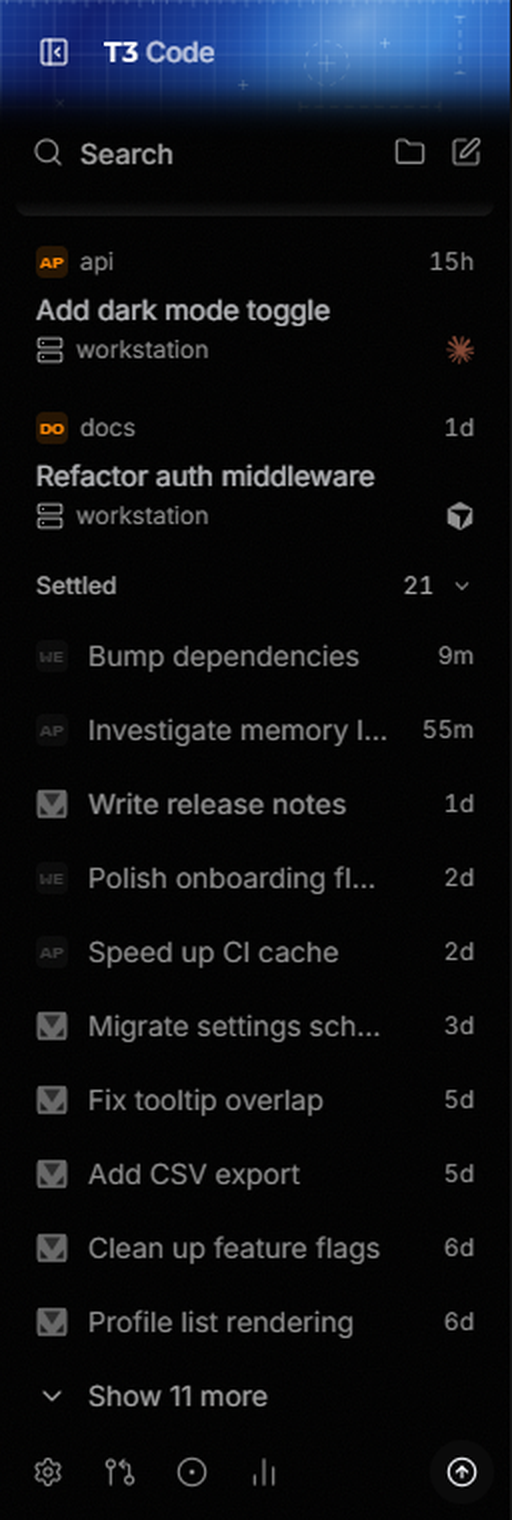 T3 Code
Search
AP api 15h
Add dark mode toggle
workstation
DO docs 1d
Refactor auth middleware
workstation
Settled 21
WE Bump dependencies 9m
AP Investigate memory l... 55m
Write release notes 1d
WE Polish onboarding fl... 2d
AP Speed up CI cache 2d
Migrate settings sch... 3d
Fix tooltip overlap 5d
Add CSV export 5d
Clean up feature flags 6d
Profile list rendering 6d
Show 11 more